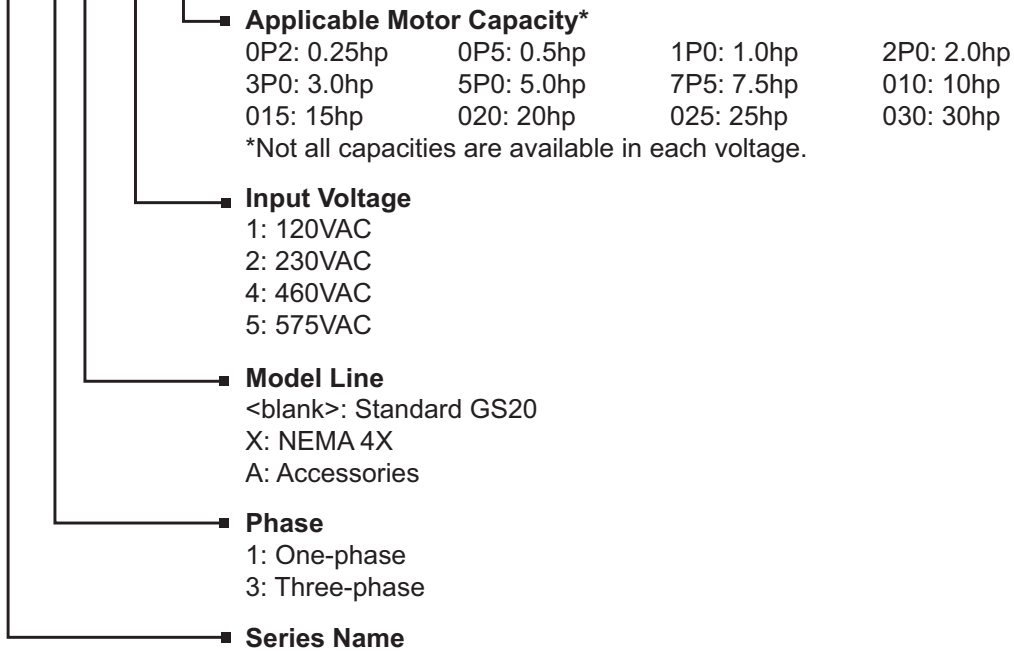 Applicable Motor Capacity*
0P2: 0.25hp 0P5: 0.5hp 1P0: 1.0hp 2P0: 2.0hp
3P0: 3.0hp 5P0: 5.0hp 7P5: 7.5hp 010: 10hp
015: 15hp 020: 20hp 025: 25hp 030: 30hp
*Not all capacities are available in each voltage.
Input Voltage
1: 120VAC
2: 230VAC
4: 460VAC
5: 575VAC
Model Line
<blank>: Standard GS20
X: NEMA 4X
A: Accessories
Phase
1: One-phase
3: Three-phase
Series Name